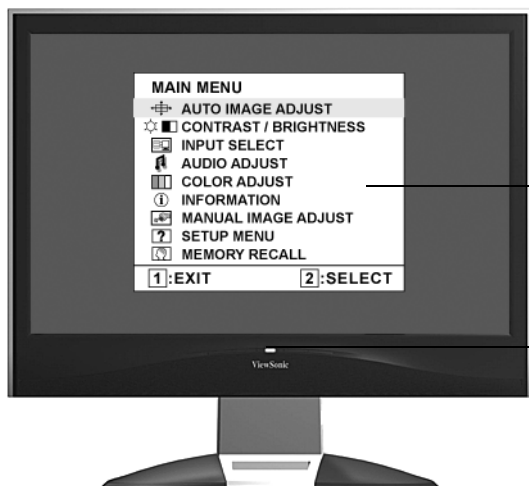 MAIN MENU
AUTO IMAGE ADJUST
CONTRAST / BRIGHTNESS
INPUT SELECT
AUDIO ADJUST
COLOR ADJUST
INFORMATION
MANUAL IMAGE ADJUST
SETUP MENU
MEMORY RECALL
1:EXIT 2:SELECT
ViewSonic